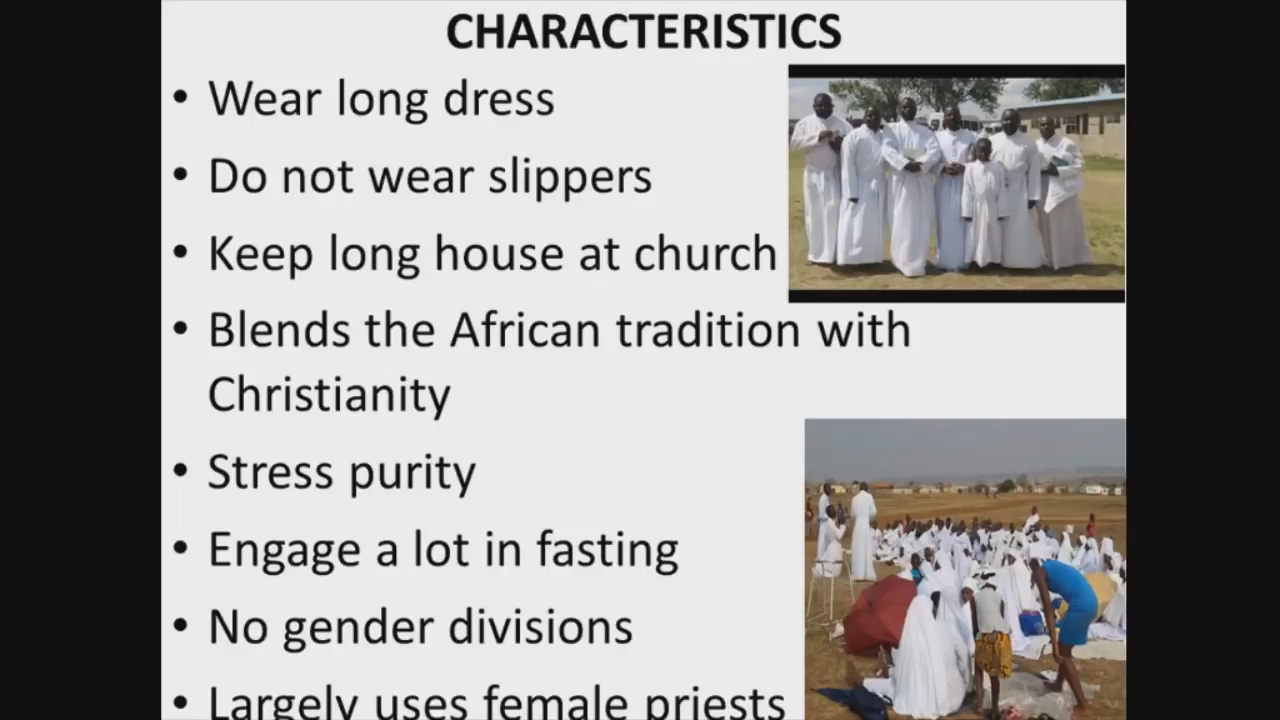 CHARACTERISTICS
• Wear long dress
• Do not wear slippers
• Keep long house at church
• Blends the African tradition with
Christianity
• Stress purity
• Engage a lot in fasting
• No gender divisions
• Largely uses female priests